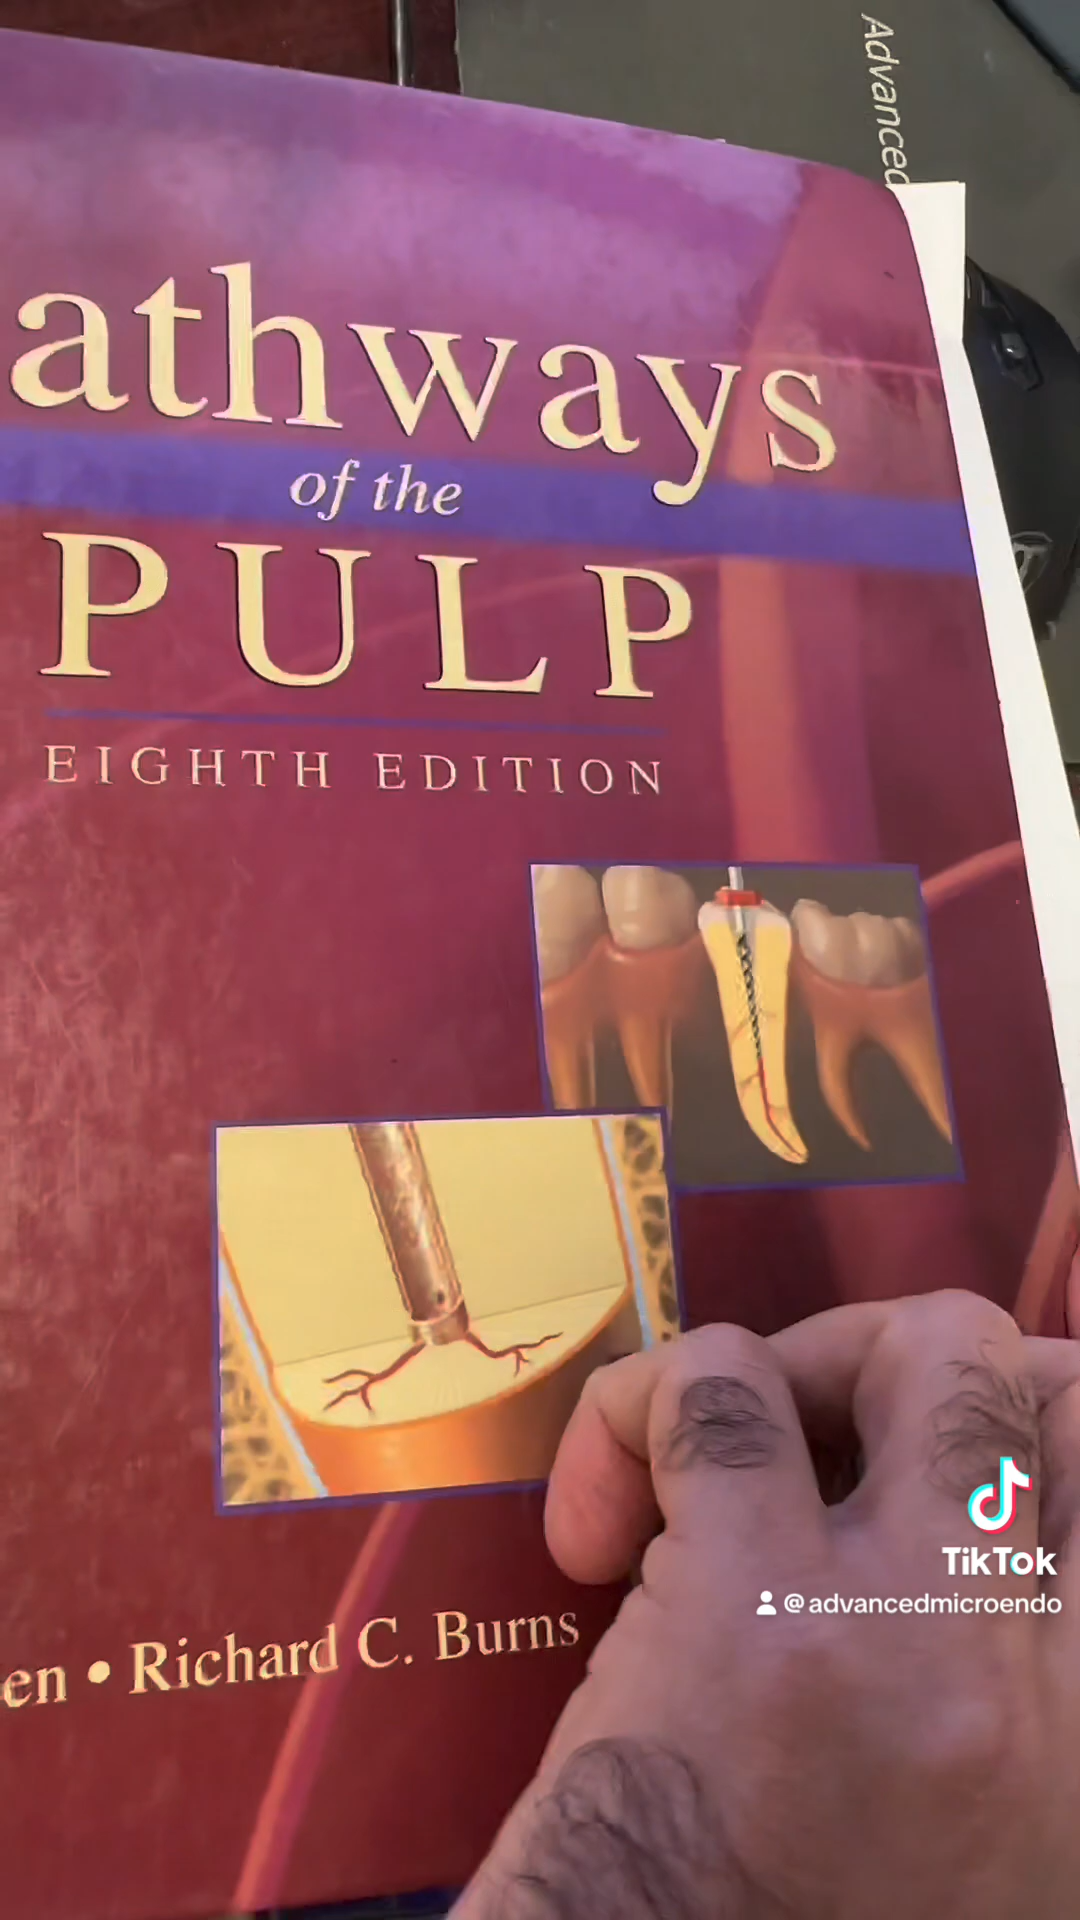 Advanced
athways
of the
PULP
EIGHTH EDITION
en • Richard C. Burns
TikTok
@advancedmicroendo